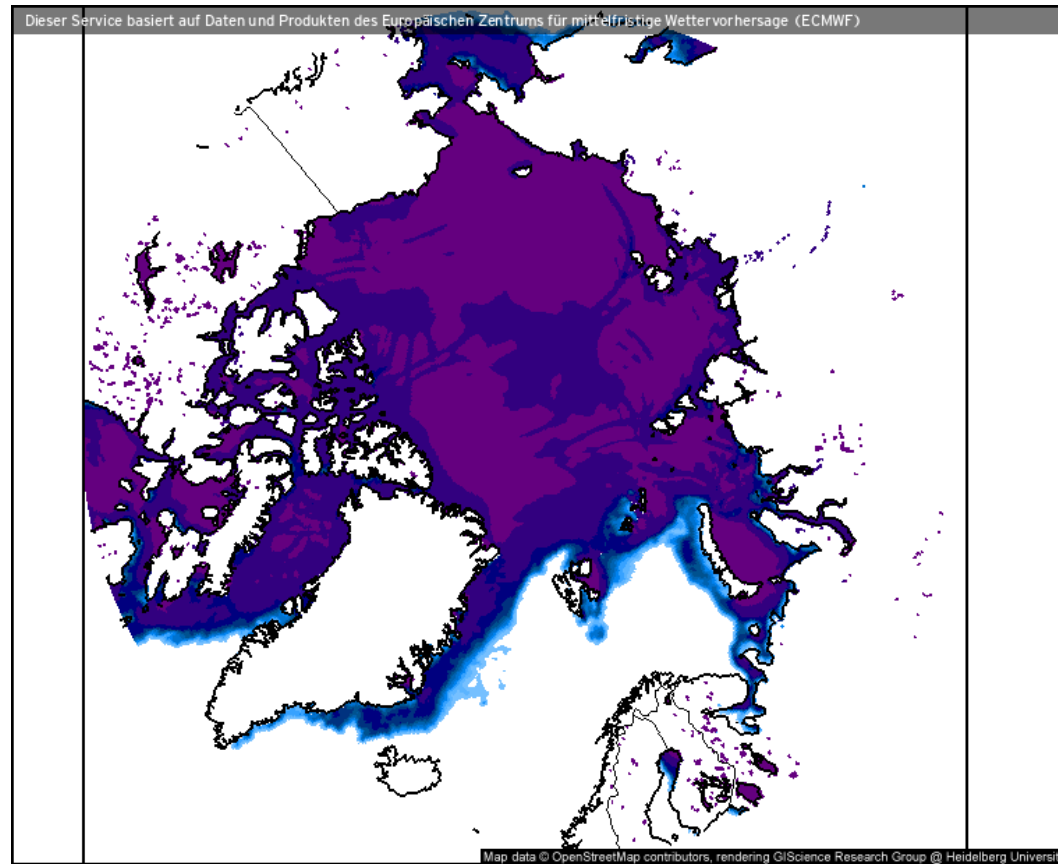 Dieser Service basiert auf Daten und Produkten des Europäischen Zentrums für mittelfristige Wettervorhersage (ECMWF)
Map data © OpenStreetMap contributors, rendering GIScience Research Group @ Heidelberg Universit